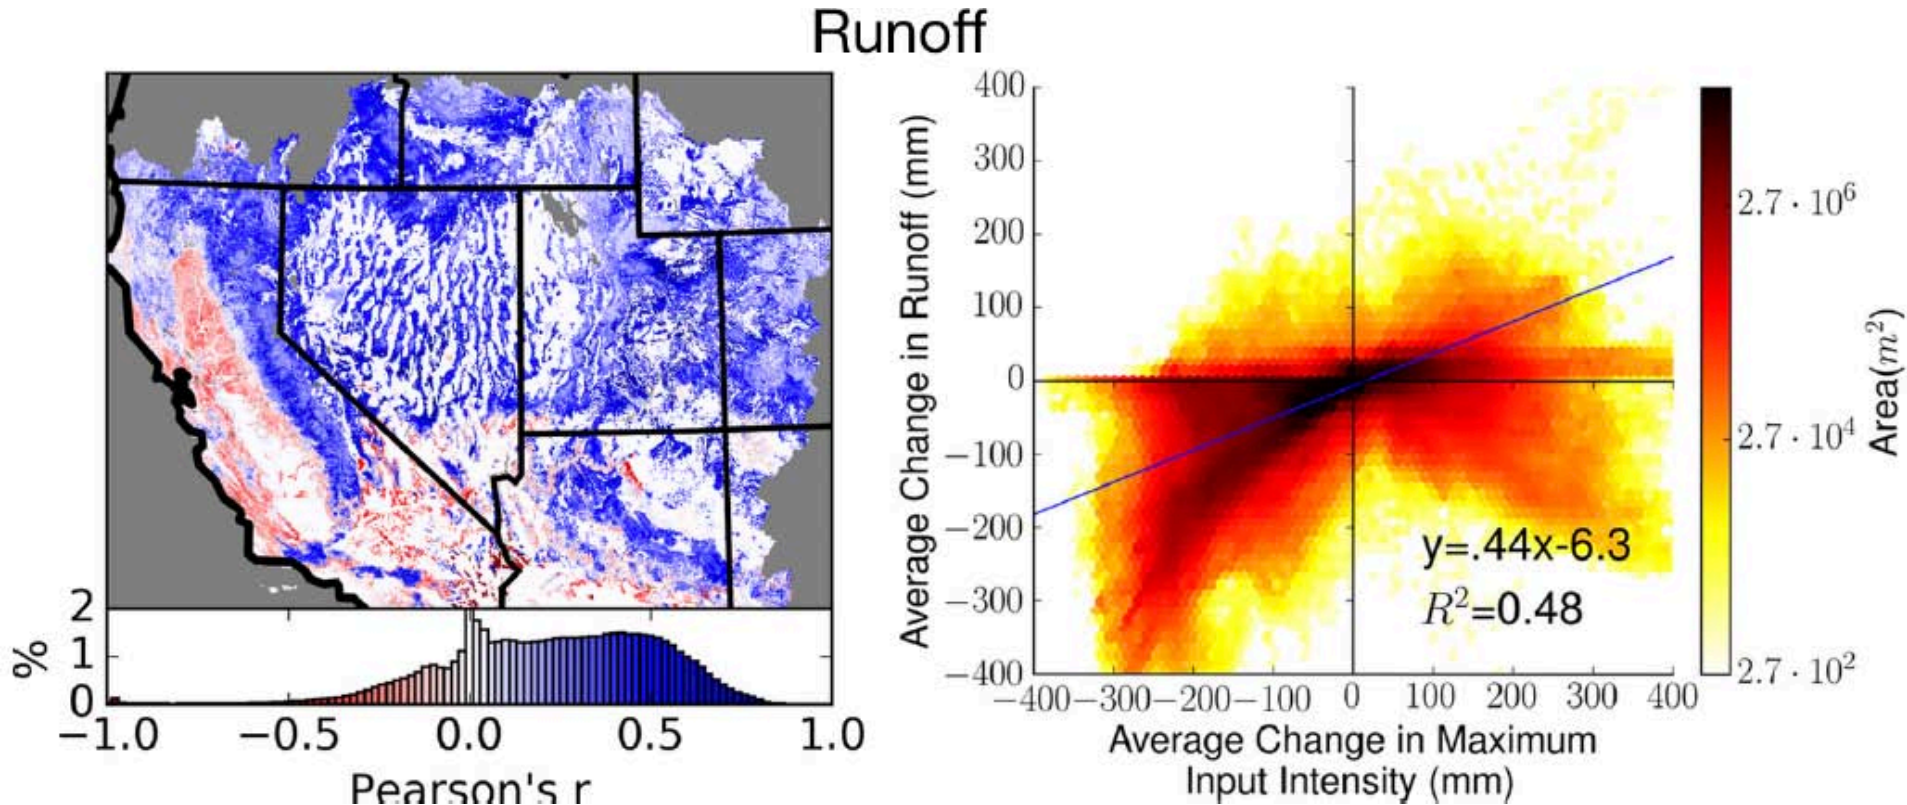 Runoff
2
1
0
%
−1.0 −0.5 0.0 0.5 1.0
Pearson's r
400
300
200
100
0
−100
−200
−300
−400
Average Change in Runoff (mm)
y=.44x-6.3
R²=0.48
−400−300−200−100 0 100 200 300 400
Average Change in Maximum
Input Intensity (mm)
2.7 · 10⁶
2.7 · 10⁴
2.7 · 10²
Area(m²)